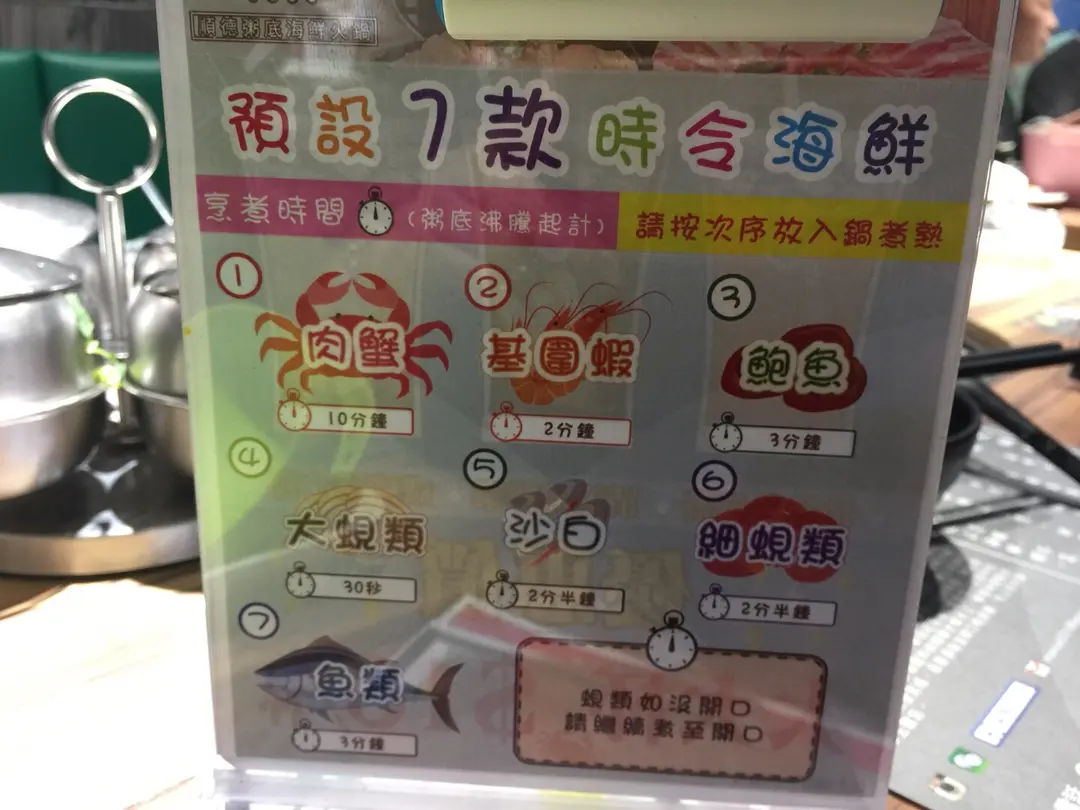 順德粥底海鮮火鍋
預設7款時令海鮮
烹煮時間 (粥底沸騰起計)
請按次序放入鍋煮熟
1 肉蟹
10分鐘
2 基圍蝦
2分鐘
3 鮑魚
3分鐘
4 大蜆類
30秒
5 沙白
2分半鐘
6 細蜆類
2分半鐘
7 魚類
3分鐘
蜆類如沒開口
請繼續煮至開口